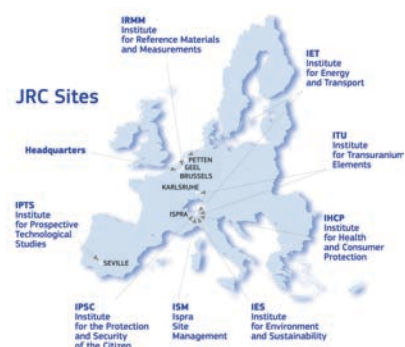 IRMM
Institute
for Reference Materials
and Measurements
IET
Institute
for Energy
and Transport
JRC Sites
Headquarters
PETTEN
GEEL
BRUSSELS
KARLSRUHE
ITU
Institute
for Transuranium
Elements
IPTS
Institute
for Prospective
Technological
Studies
ISPRA
IHCP
Institute
for Health
and Consumer
Protection
SEVILLE
IPSC
Institute
for the Protection
and Security
of the Citizen
ISM
Ispra
Site
Management
IES
Institute
for Environment
and Sustainability